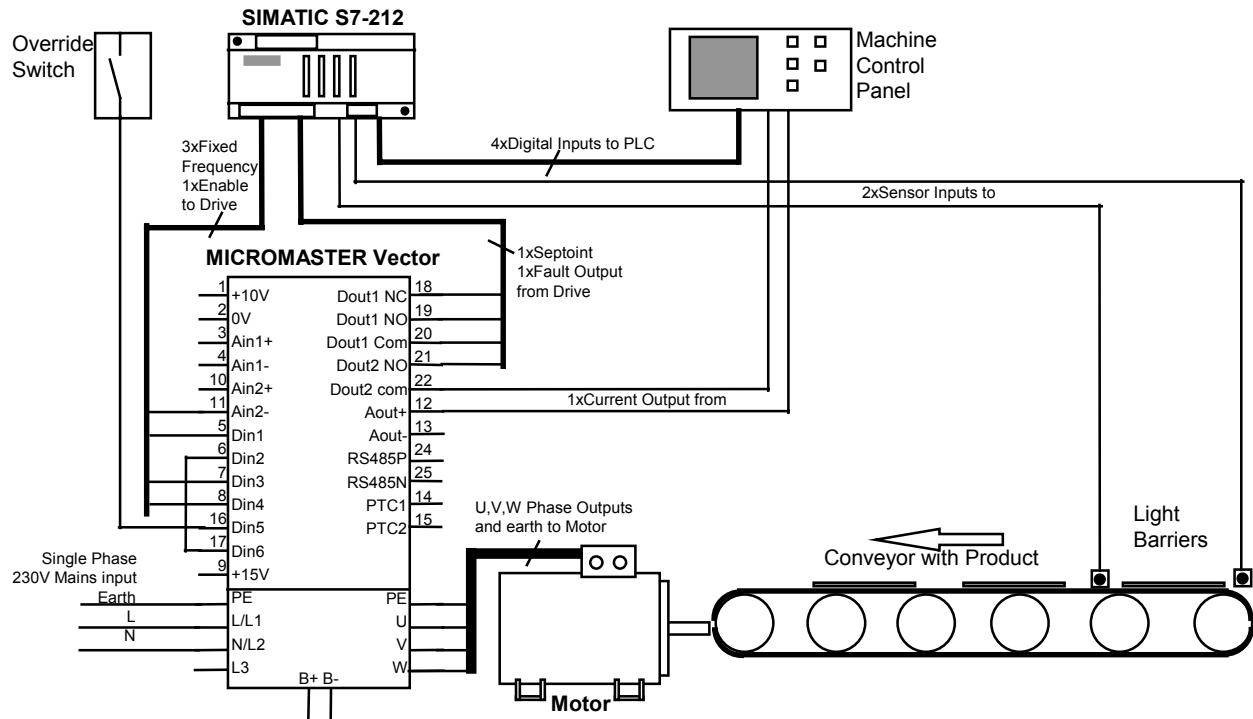 SIMATIC S7-212
Override
Switch
Machine
Control
Panel
3xFixed
Frequency
1xEnable
to Drive
4xDigital Inputs to PLC
2xSensor Inputs to
MICROMASTER Vector
1xSeptoint
1xFault Output
from Drive
1 +10V
2 0V
3 Ain1+
4 Ain1-
10 Ain2+
11 Ain2-
5 Din1
6 Din2
7 Din3
8 Din4
16 Din5
17 Din6
9 +15V
PE
L/L1
N/L2
L3
Dout1 NC 18
Dout1 NO 19
Dout1 Com 20
Dout2 NO 21
Dout2 com 22
Aout+ 12
Aout- 13
RS485P 24
RS485N 25
PTC1 14
PTC2 15
PE
U
V
W
B+ B-
1xCurrent Output from
Single Phase
230V Mains input
Earth
L
N
U,V,W Phase Outputs
and earth to Motor
Motor
Conveyor with Product
Light
Barriers